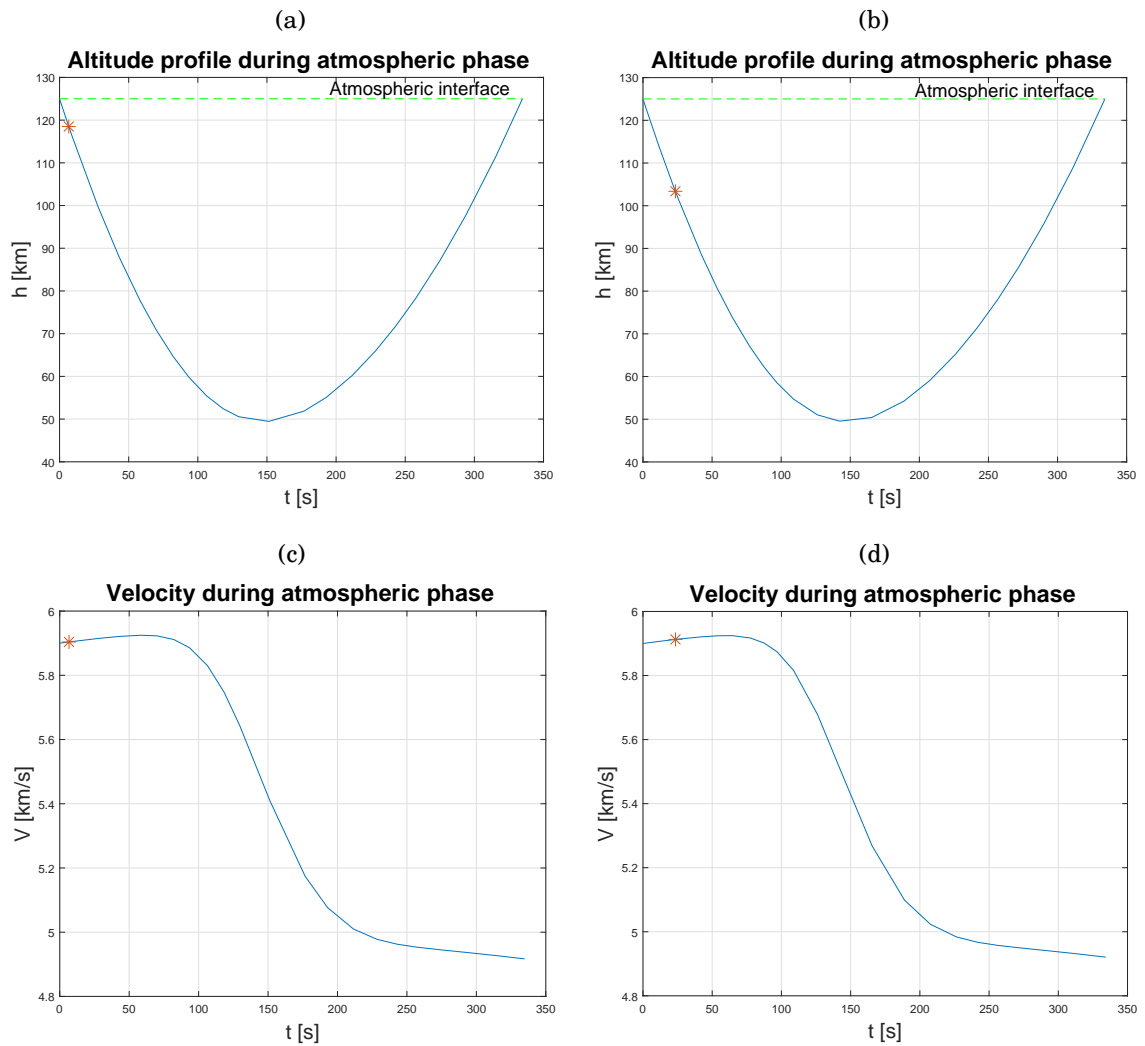 (a)
Altitude profile during atmospheric phase
Atmospheric interface
130
120
110
100
90
80
70
60
50
40
h [km]
0 50 100 150 200 250 300 350
t [s]
(b)
Altitude profile during atmospheric phase
Atmospheric interface
130
120
110
100
90
80
70
60
50
40
h [km]
0 50 100 150 200 250 300 350
t [s]
(c)
Velocity during atmospheric phase
6
5.8
5.6
5.4
5.2
5
4.8
V [km/s]
0 50 100 150 200 250 300 350
t [s]
(d)
Velocity during atmospheric phase
6
5.8
5.6
5.4
5.2
5
4.8
V [km/s]
0 50 100 150 200 250 300 350
t [s]